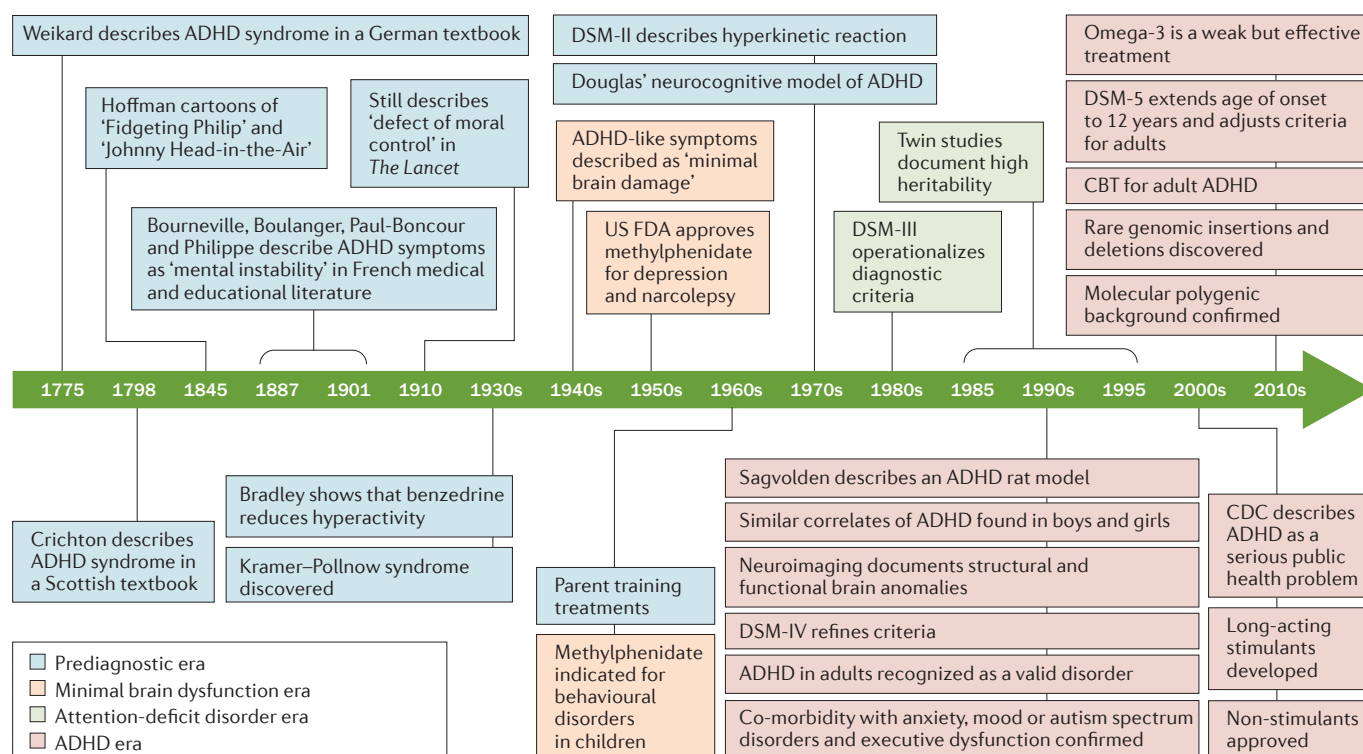 Weikard describes ADHD syndrome in a German textbook
Hoffman cartoons of
‘Fidgeting Philip’ and
‘Johnny Head-in-the-Air’
Still describes
‘defect of moral
control’ in
The Lancet
Bourneville, Boulanger, Paul-Boncour
and Philippe describe ADHD symptoms
as ‘mental instability’ in French medical
and educational literature
DSM-II describes hyperkinetic reaction
Douglas’ neurocognitive model of ADHD
ADHD-like symptoms
described as ‘minimal
brain damage’
US FDA approves
methylphenidate
for depression
and narcolepsy
Twin studies
document high
heritability
DSM-III
operationalizes
diagnostic
criteria
Omega-3 is a weak but effective
treatment
DSM-5 extends age of onset
to 12 years and adjusts criteria
for adults
CBT for adult ADHD
Rare genomic insertions and
deletions discovered
Molecular polygenic
background confirmed
1775 1798 1845 1887 1901 1910 1930s 1940s 1950s 1960s 1970s 1980s 1985 1990s 1995 2000s 2010s
Crichton describes
ADHD syndrome in
a Scottish textbook
Bradley shows that benzedrine
reduces hyperactivity
Kramer–Pollnow syndrome
discovered
Parent training
treatments
Methylphenidate
indicated for
behavioural
disorders
in children
Sagvolden describes an ADHD rat model
Similar correlates of ADHD found in boys and girls
Neuroimaging documents structural and
functional brain anomalies
DSM-IV refines criteria
ADHD in adults recognized as a valid disorder
Co-morbidity with anxiety, mood or autism spectrum
disorders and executive dysfunction confirmed
CDC describes
ADHD as a
serious public
health problem
Long-acting
stimulants
developed
Non-stimulants
approved
Prediagnostic era
Minimal brain dysfunction era
Attention-deficit disorder era
ADHD era